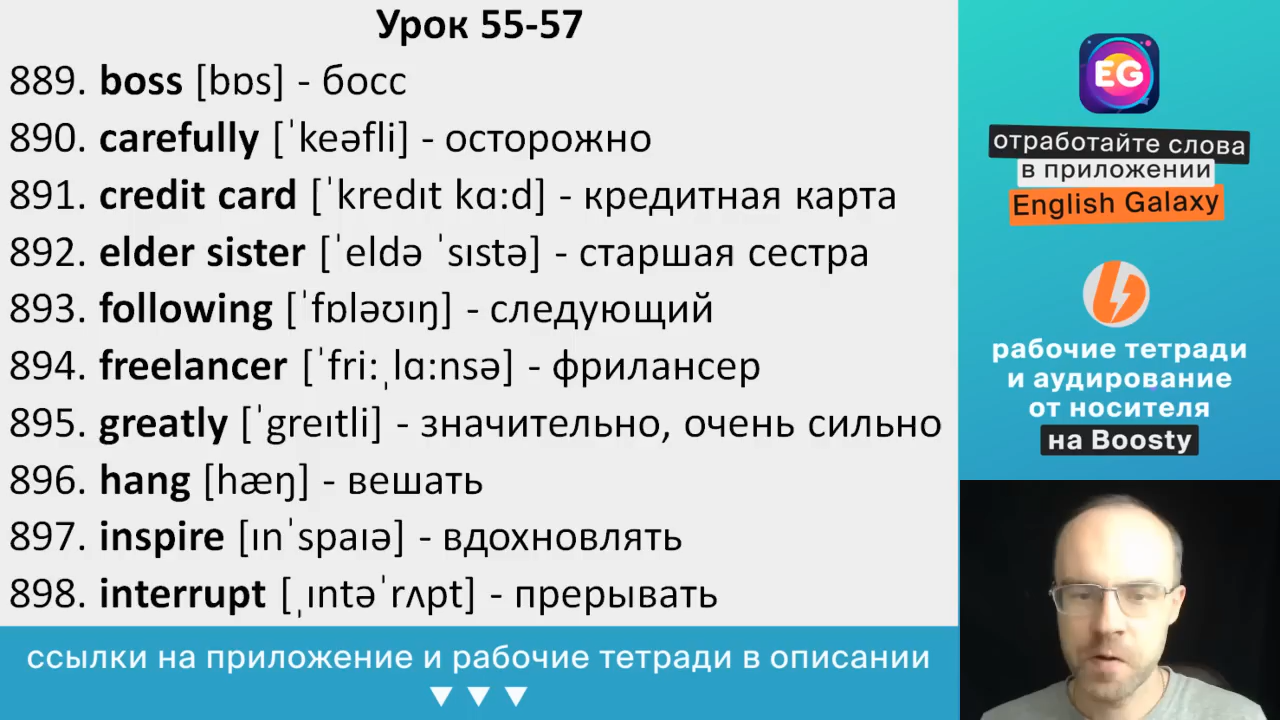 Урок 55-57
889. boss [bɒs] - босс
890. carefully [ˈkeəfli] - осторожно
891. credit card [ˈkredɪt kɑ:d] - кредитная карта
892. elder sister [ˈeldə ˈsɪstə] - старшая сестра
893. following [ˈfɒləʊɪŋ] - следующий
894. freelancer [ˈfri:ˌlɑ:nsə] - фрилансер
895. greatly [ˈgreɪtli] - значительно, очень сильно
896. hang [hæŋ] - вешать
897. inspire [ɪnˈspaɪə] - вдохновлять
898. interrupt [ˌɪntəˈrʌpt] - прерывать
ссылки на приложение и рабочие тетради в описании
EG
отработайте слова
в приложении
English Galaxy
рабочие тетради
и аудирование
от носителя
на Boosty